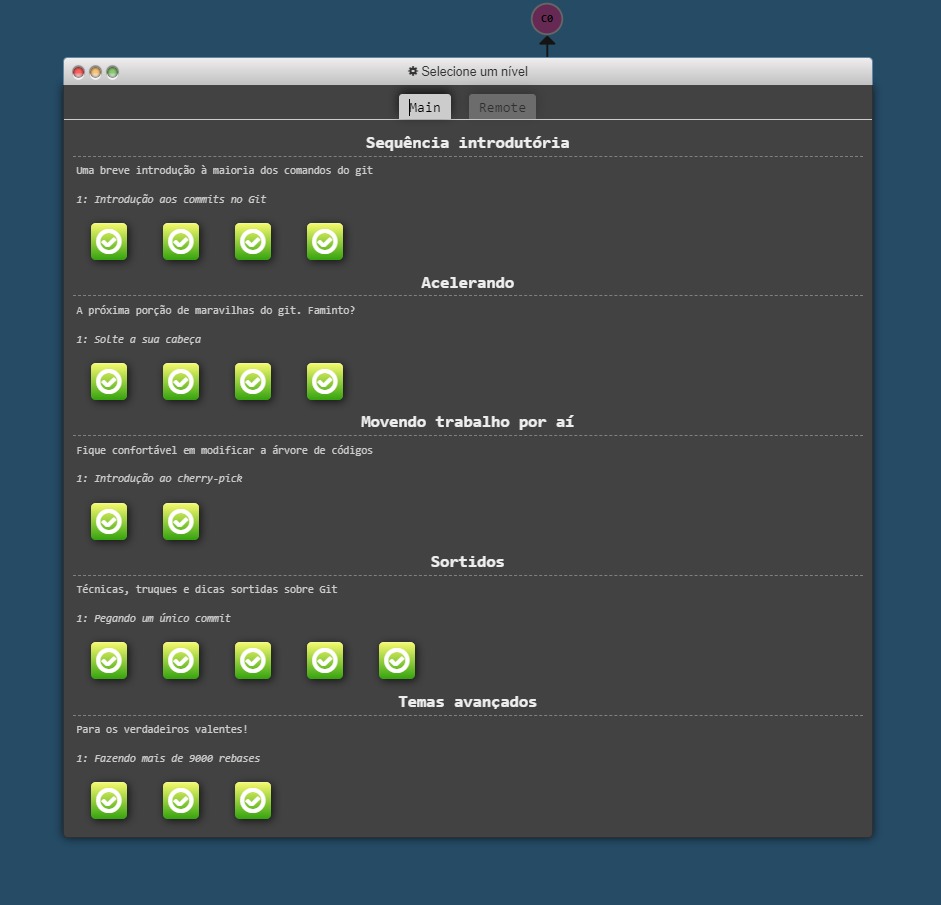 C0
Selecione um nível
Main
Remote
Sequência introdutória
Uma breve introdução à maioria dos comandos do git
1: Introdução aos commits no Git
Acelerando
A próxima porção de maravilhas do git. Faminto?
1: Solte a sua cabeça
Movendo trabalho por aí
Fique confortável em modificar a árvore de códigos
1: Introdução ao cherry-pick
Sortidos
Técnicas, truques e dicas sortidas sobre Git
1: Pegando um único commit
Temas avançados
Para os verdadeiros valentes!
1: Fazendo mais de 9000 rebases